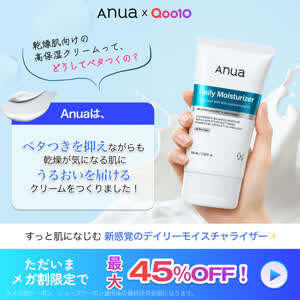 Anua × Qoo10
乾燥肌向けの
高保湿クリームって、
どうしてベタつくの？
Anuaは、
ベタつきを抑えながらも
乾燥が気になる肌に
うるおいを届ける
クリームをつくりました！
Anua
Daily Moisturizer
すっと肌になじむ 新感覚のデイリーモイスチャライザー✨
ただいま
メガ割限定で
最大45%OFF！